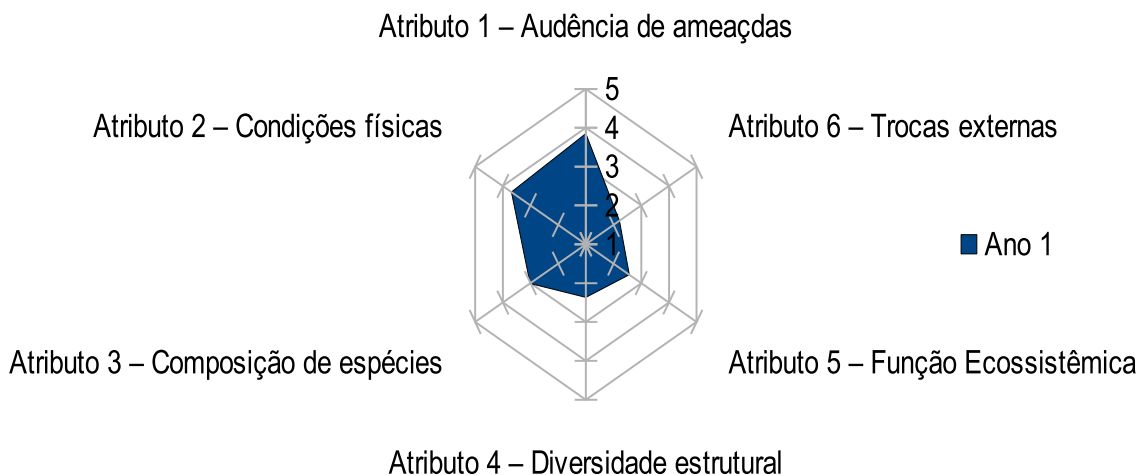 Atributo 1 – Audência de ameaçdas
5
Atributo 2 – Condições físicas
4
Atributo 6 – Trocas externas
3
2
1
Ano 1
Atributo 3 – Composição de espécies
Atributo 5 – Função Ecossistêmica
Atributo 4 – Diversidade estrutural